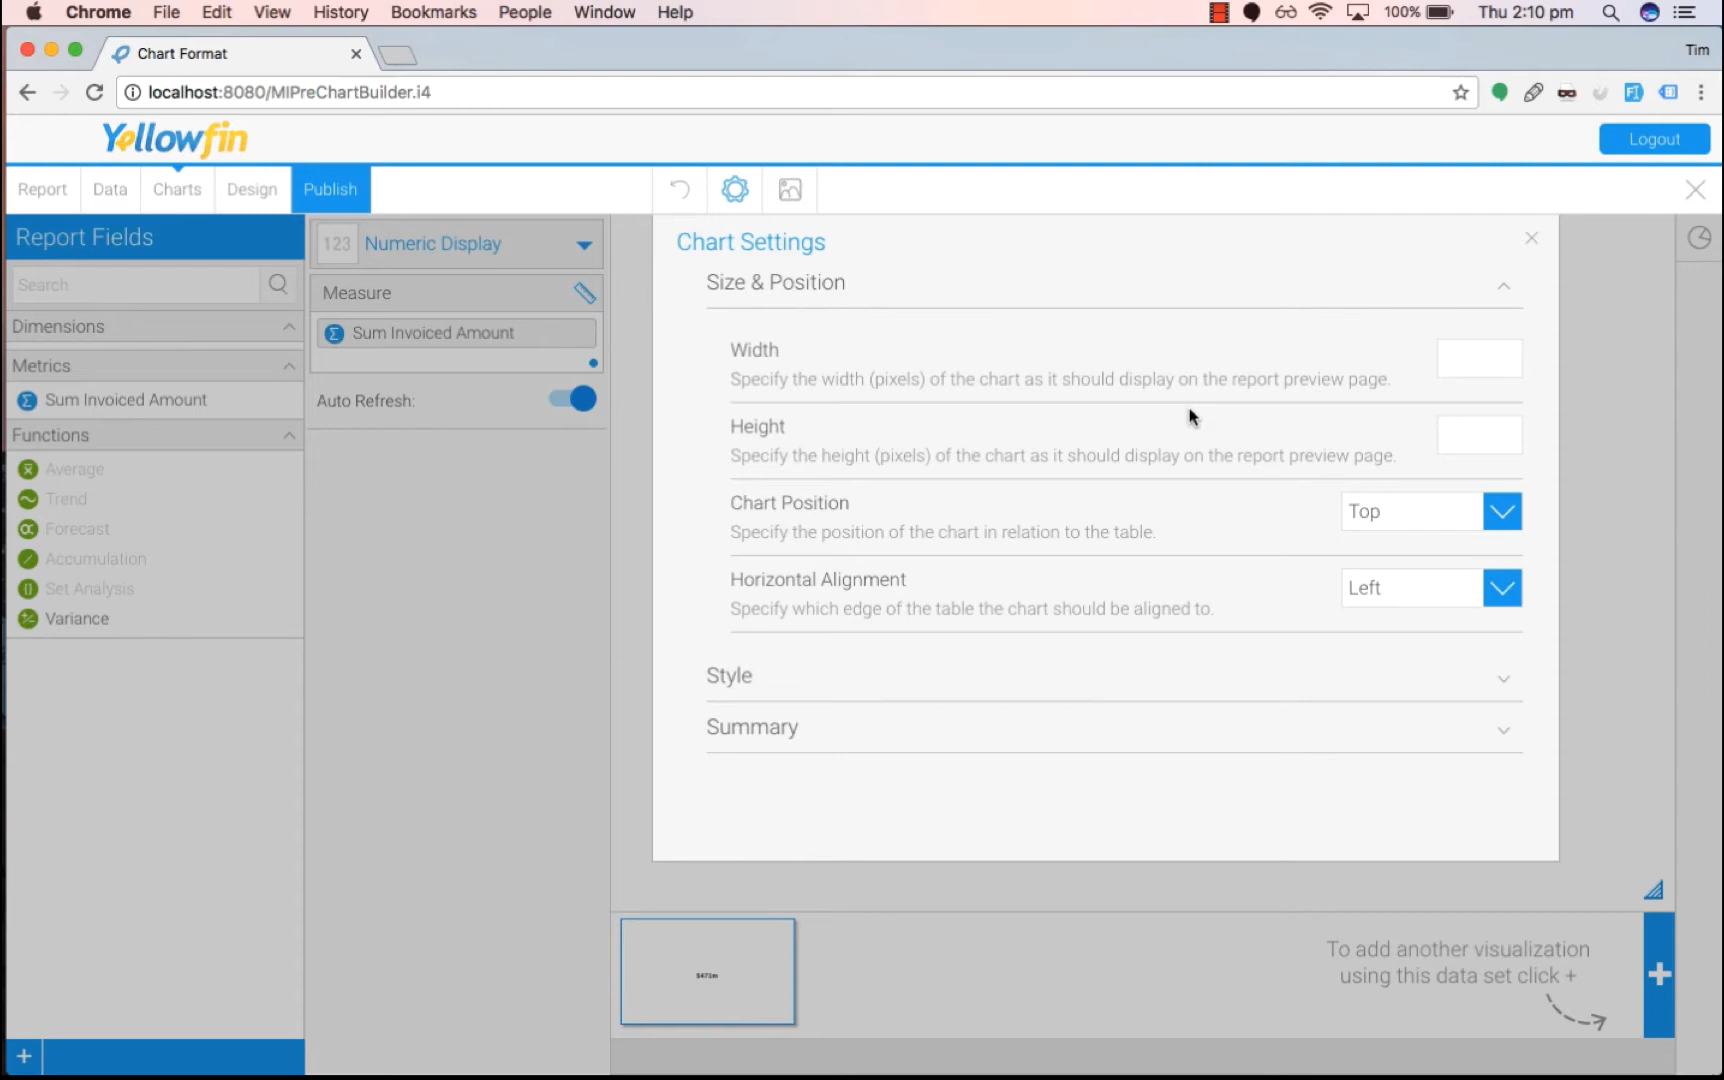 Chrome File Edit View History Bookmarks People Window Help 100% Thu 2:10 pm
Chart Format Tim
localhost:8080/MIPreChartBuilder.i4
Yellowfin Logout
Report Data Charts Design Publish
Report Fields
Search
Dimensions
Metrics
Sum Invoiced Amount
Functions
Average
Trend
Forecast
Accumulation
Set Analysis
Variance
123 Numeric Display
Measure
Sum Invoiced Amount
Auto Refresh:
Chart Settings
Size & Position
Width
Specify the width (pixels) of the chart as it should display on the report preview page.
Height
Specify the height (pixels) of the chart as it should display on the report preview page.
Chart Position
Top
Specify the position of the chart in relation to the table.
Horizontal Alignment
Left
Specify which edge of the table the chart should be aligned to.
Style
Summary
$471m
To add another visualization
using this data set click +